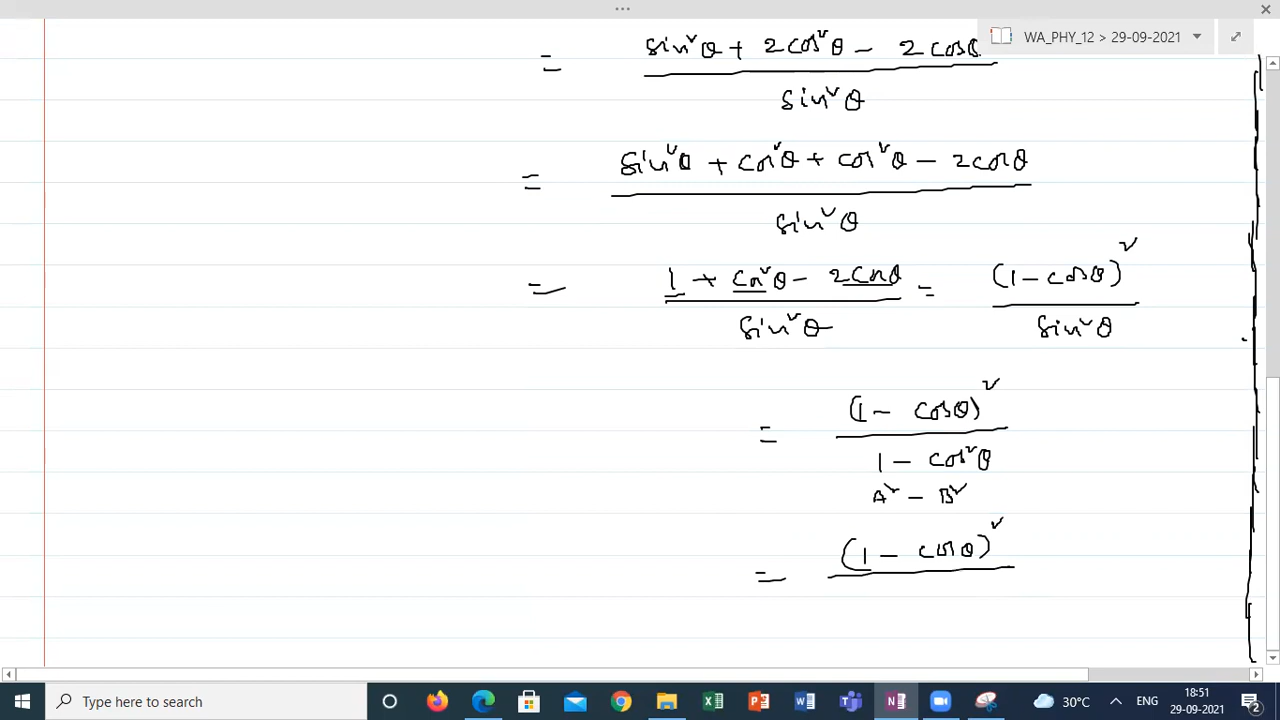 WA_PHY_12 > 29-09-2021
= sin²θ + 2cos²θ - 2cosθ
sin²θ
= sin²θ + cos²θ + cos²θ - 2cosθ
sin²θ
= 1 + cos²θ - 2cosθ = (1 - cosθ)²
sin²θ sin²θ
= (1 - cosθ)²
1 - cos²θ
A² - B²
= (1 - cosθ)²
Type here to search
30°C
ENG
18:51
29-09-2021
2